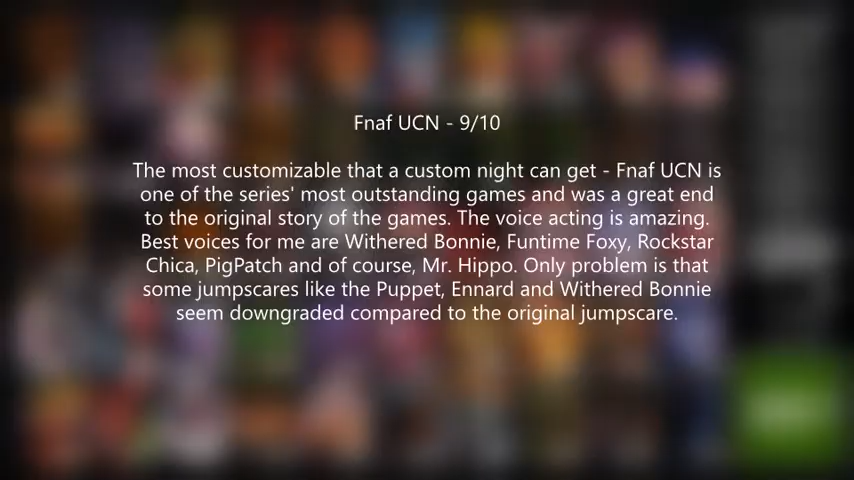 Fnaf UCN - 9/10
The most customizable that a custom night can get - Fnaf UCN is
one of the series' most outstanding games and was a great end
to the original story of the games. The voice acting is amazing.
Best voices for me are Withered Bonnie, Funtime Foxy, Rockstar
Chica, PigPatch and of course, Mr. Hippo. Only problem is that
some jumpscares like the Puppet, Ennard and Withered Bonnie
seem downgraded compared to the original jumpscare.